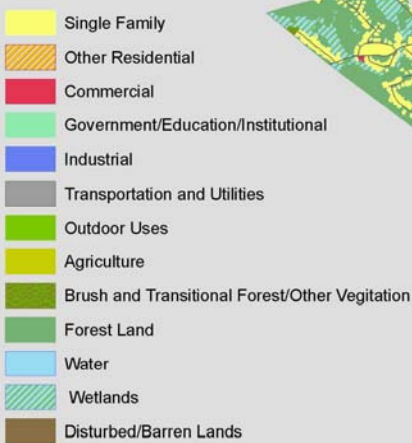 Single Family
Other Residential
Commercial
Government/Education/Institutional
Industrial
Transportation and Utilities
Outdoor Uses
Agriculture
Brush and Transitional Forest/Other Vegitation
Forest Land
Water
Wetlands
Disturbed/Barren Lands